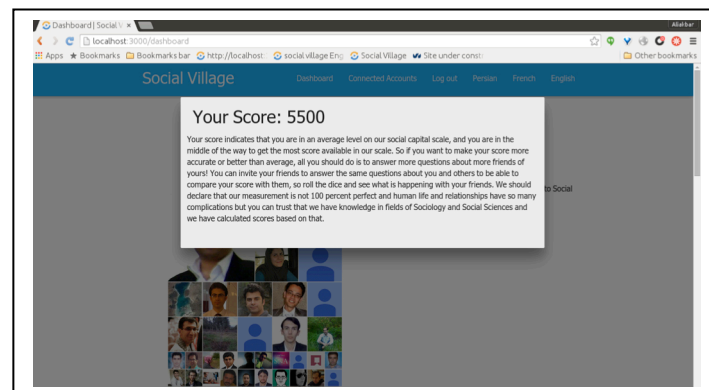 Dashboard | Social V
Aliakbar
localhost:3000/dashboard
Apps Bookmarks Bookmarks bar http://localhost: social village Eng Social Village Site under constr Other bookmarks
Social Village Dashboard Connected Accounts Log out Persian French English
Your Score: 5500
Your score indicates that you are in an average level on our social capital scale, and you are in the
middle of the way to get the most score available in our scale. So if you want to make your score more
accurate or better than average, all you should do is to answer more questions about more friends of
yours! You can invite your friends to answer the same questions about you and others to be able to
compare your score with them, so roll the dice and see what is happening with your friends. We should
declare that our measurement is not 100 percent perfect and human life and relationships have so many
complications but you can trust that we have knowledge in fields of Sociology and Social Sciences and
we have calculated scores based on that.
to Social